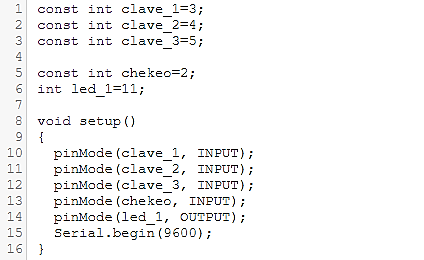 1 const int clave_1=3;
2 const int clave_2=4;
3 const int clave_3=5;
4
5 const int chekeo=2;
6 int led_1=11;
7
8 void setup()
9 {
10 pinMode(clave_1, INPUT);
11 pinMode(clave_2, INPUT);
12 pinMode(clave_3, INPUT);
13 pinMode(chekeo, INPUT);
14 pinMode(led_1, OUTPUT);
15 Serial.begin(9600);
16 }